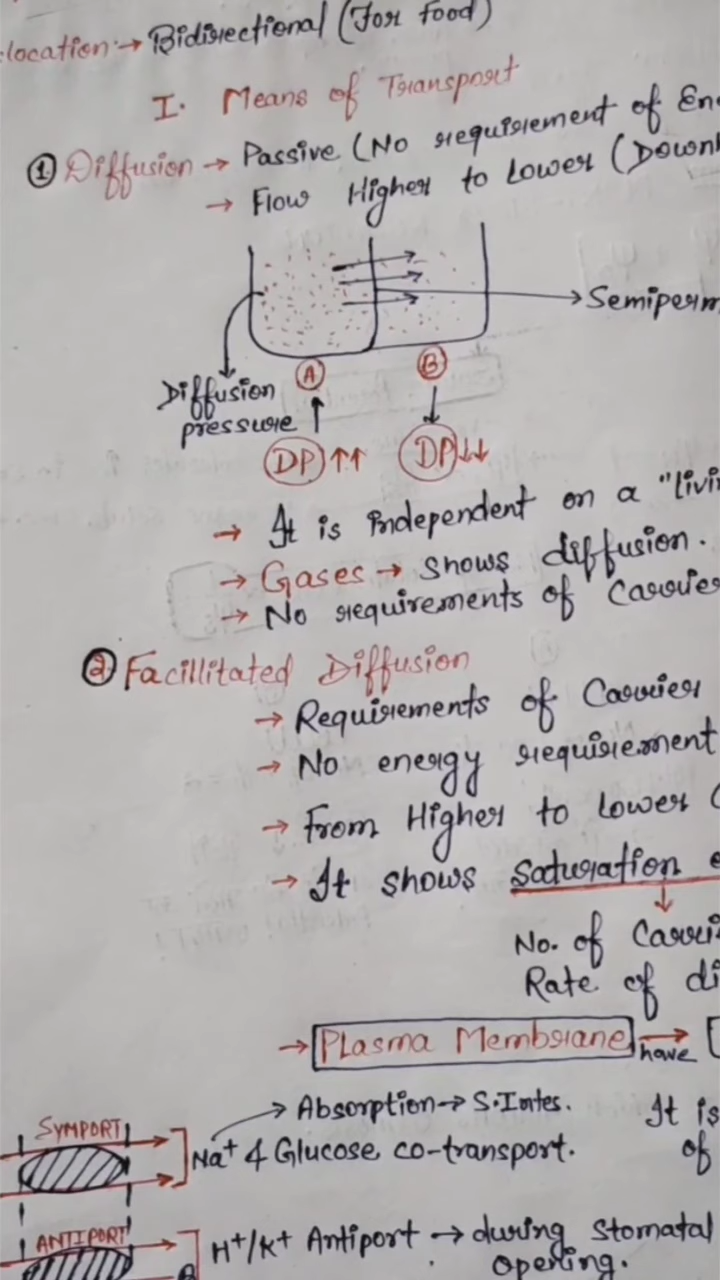 location:→ Bidirectional (For food)
I. Means of Transport
① Diffusion → Passive (No requirement of En
→ Flow Higher to Lower (Down
→ Semiperm
Diffusion pressure
A
B
DP ↑↑
DP ↓↓
→ It is independent on a "livi
→ Gases → shows diffusion.
→ No requirements of Carrier
② Facillitated Diffusion
→ Requirements of Carrier
→ No energy requirement
→ From Higher to lower (
→ It shows saturation e
No. of Carri
Rate of di
→ Plasma Membrane → have
→ Absorption → S.Intes.
It is
of
SYMPORT
Na+ & Glucose co-transport.
ANTIPORT
H+/K+ Antiport → during Stomatal
opening.